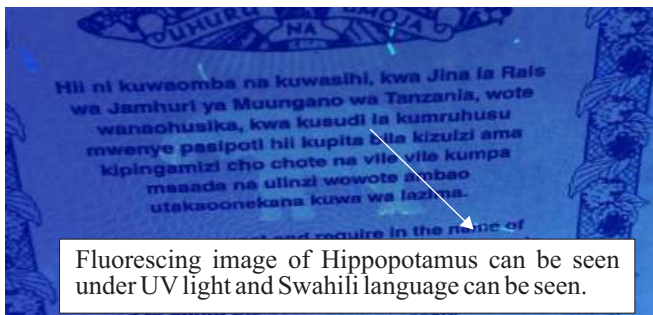 UHURU NA UMOJA
Hii ni kuwaomba na kuwasihi, kwa Jina la Rais
wa Jamhuri ya Muungano wa Tanzania, wote
wanaohusika, kwa kusudi la kumruhusu
mwenye pasipoti hii kupita bila kizuizi ama
kipingamizi cho chote na vile vile kumpa
msaada na ulinzi wowote ambao
utakaoonekana kuwa wa lazima.
and require in the name of
Fluorescing image of Hippopotamus can be seen
under UV light and Swahili language can be seen.